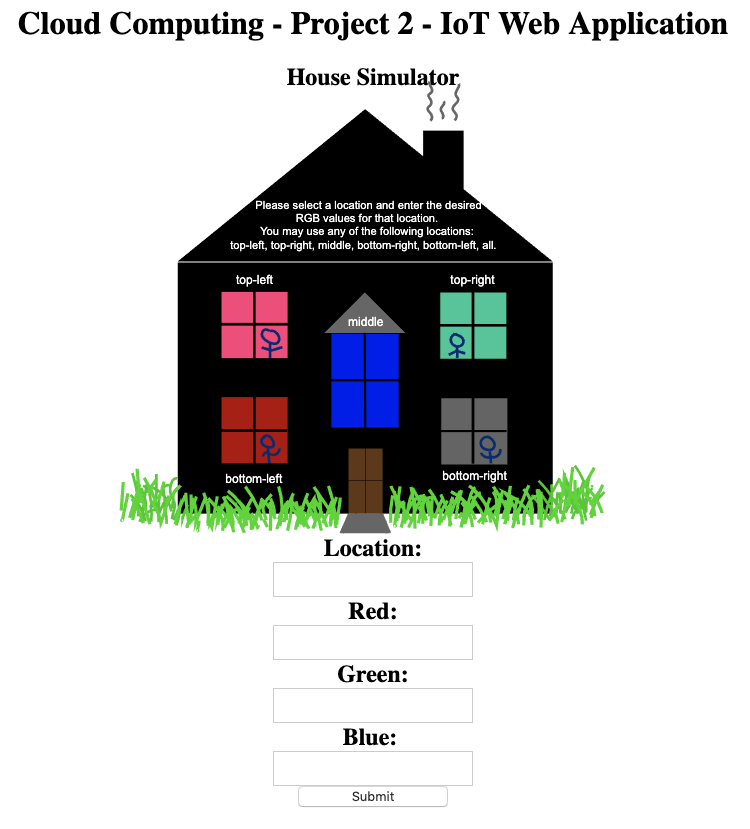 Cloud Computing - Project 2 - IoT Web Application
House Simulator
Please select a location and enter the desired
RGB values for that location.
You may use any of the following locations:
top-left, top-right, middle, bottom-right, bottom-left, all.
top-left
top-right
middle
bottom-left
bottom-right
Location:
Red:
Green:
Blue:
Submit